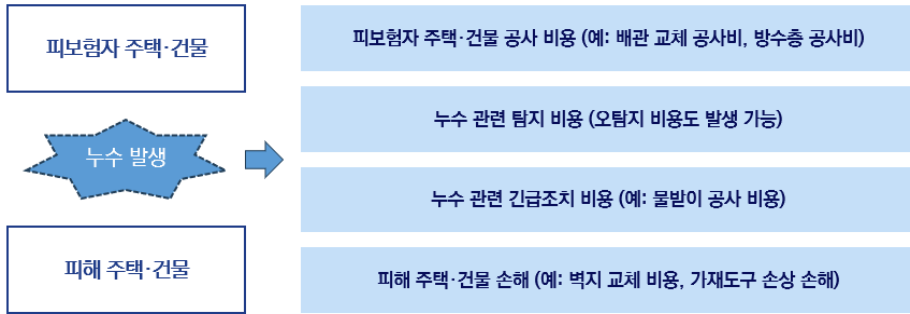 피보험자 주택·건물
누수 발생
피해 주택·건물
피보험자 주택·건물 공사 비용 (예: 배관 교체 공사비, 방수층 공사비)
누수 관련 탐지 비용 (오탐지 비용도 발생 가능)
누수 관련 긴급조치 비용 (예: 물받이 공사 비용)
피해 주택·건물 손해 (예: 벽지 교체 비용, 가재도구 손상 손해)